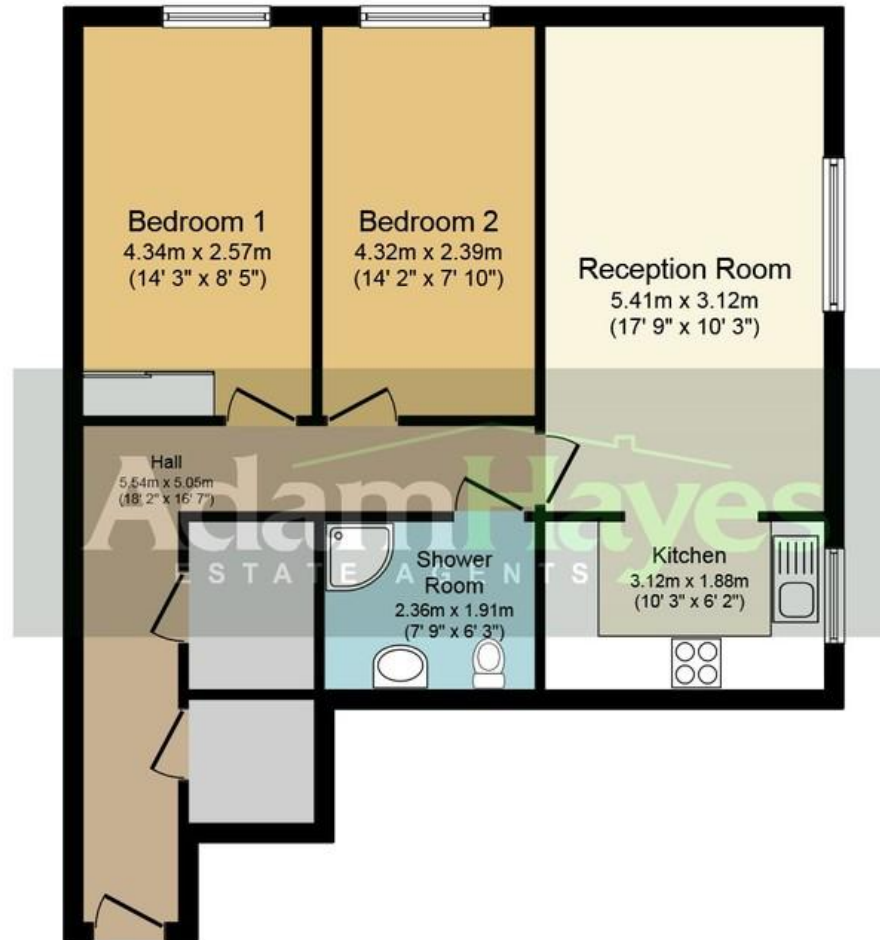 Bedroom 1
4.34m x 2.57m
(14' 3" x 8' 5")
Bedroom 2
4.32m x 2.39m
(14' 2" x 7' 10")
Reception Room
5.41m x 3.12m
(17' 9" x 10' 3")
Hall
5.54m x 5.05m
(18' 2" x 16' 7")
AdamHayes
ESTATE AGENTS
Shower
Room
2.36m x 1.91m
(7' 9" x 6' 3")
Kitchen
3.12m x 1.88m
(10' 3" x 6' 2")